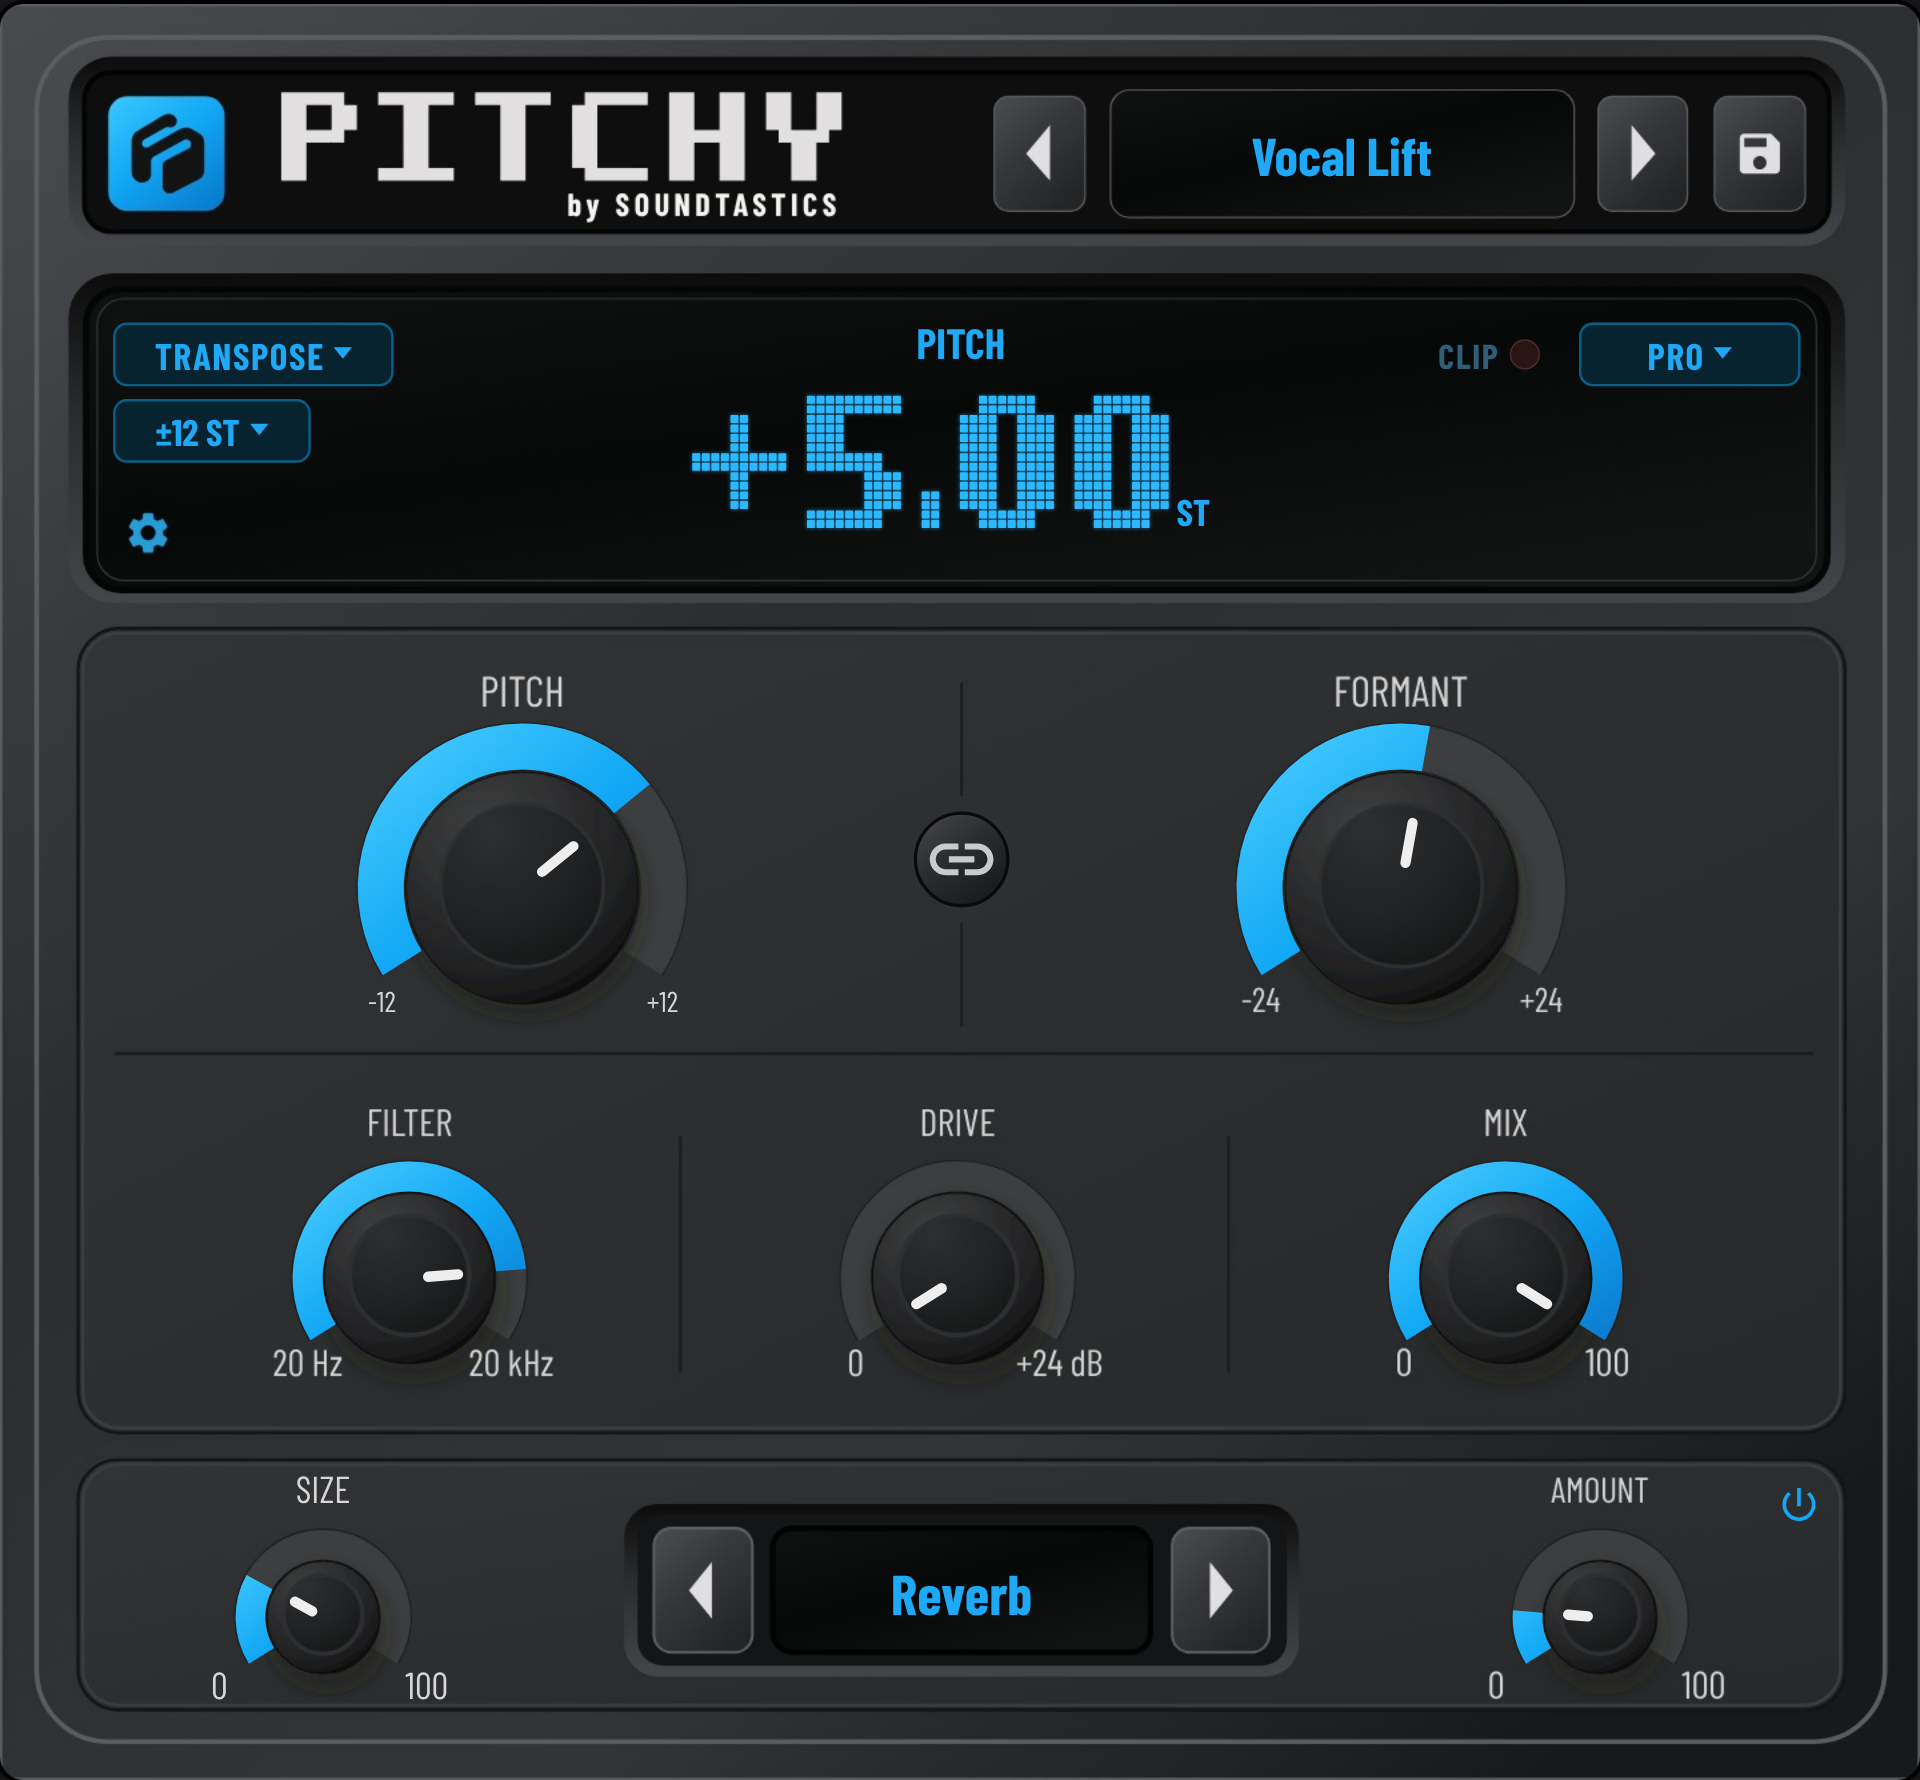 PITCHY
by SOUNDTASTICS
Vocal Lift
TRANSPOSE
PITCH
CLIP
PRO
±12 ST
+5.00 ST
PITCH
FORMANT
-12
+12
-24
+24
FILTER
DRIVE
MIX
20 Hz
20 kHz
0
+24 dB
0
100
SIZE
AMOUNT
Reverb
0
100
0
100